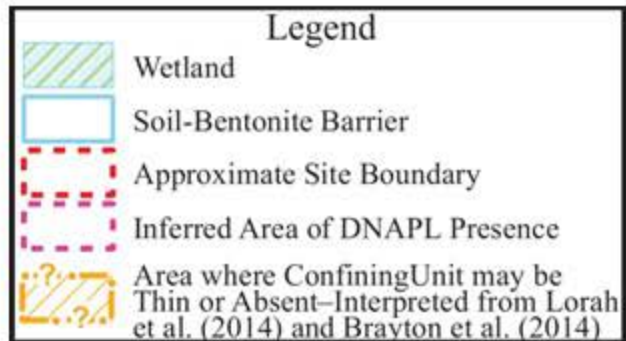 Legend
Wetland
Soil-Bentonite Barrier
Approximate Site Boundary
Inferred Area of DNAPL Presence
? Area where ConfiningUnit may be
Thin or Absent–Interpreted from Lorah
? et al. (2014) and Brayton et al. (2014)